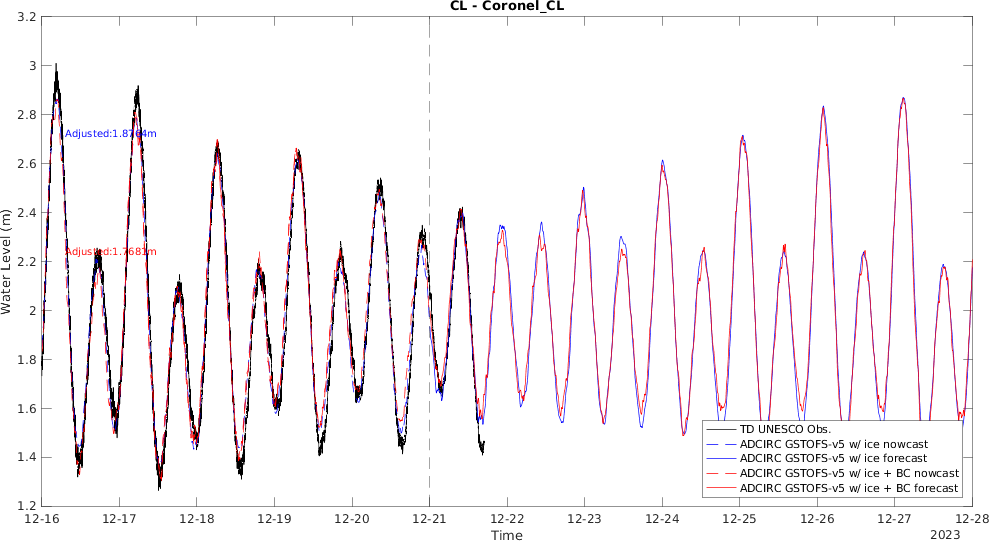 CL - Coronel_CL
3.2
3
2.8
2.6
2.4
2.2
2
1.8
1.6
1.4
1.2
Water Level (m)
Adjusted:1.8764m
Adjusted:1.7681m
TD UNESCO Obs.
ADCIRC GSTOFS-v5 w/ ice nowcast
ADCIRC GSTOFS-v5 w/ ice forecast
ADCIRC GSTOFS-v5 w/ ice + BC nowcast
ADCIRC GSTOFS-v5 w/ ice + BC forecast
12-16 12-17 12-18 12-19 12-20 12-21 12-22 12-23 12-24 12-25 12-26 12-27 12-28
Time
2023